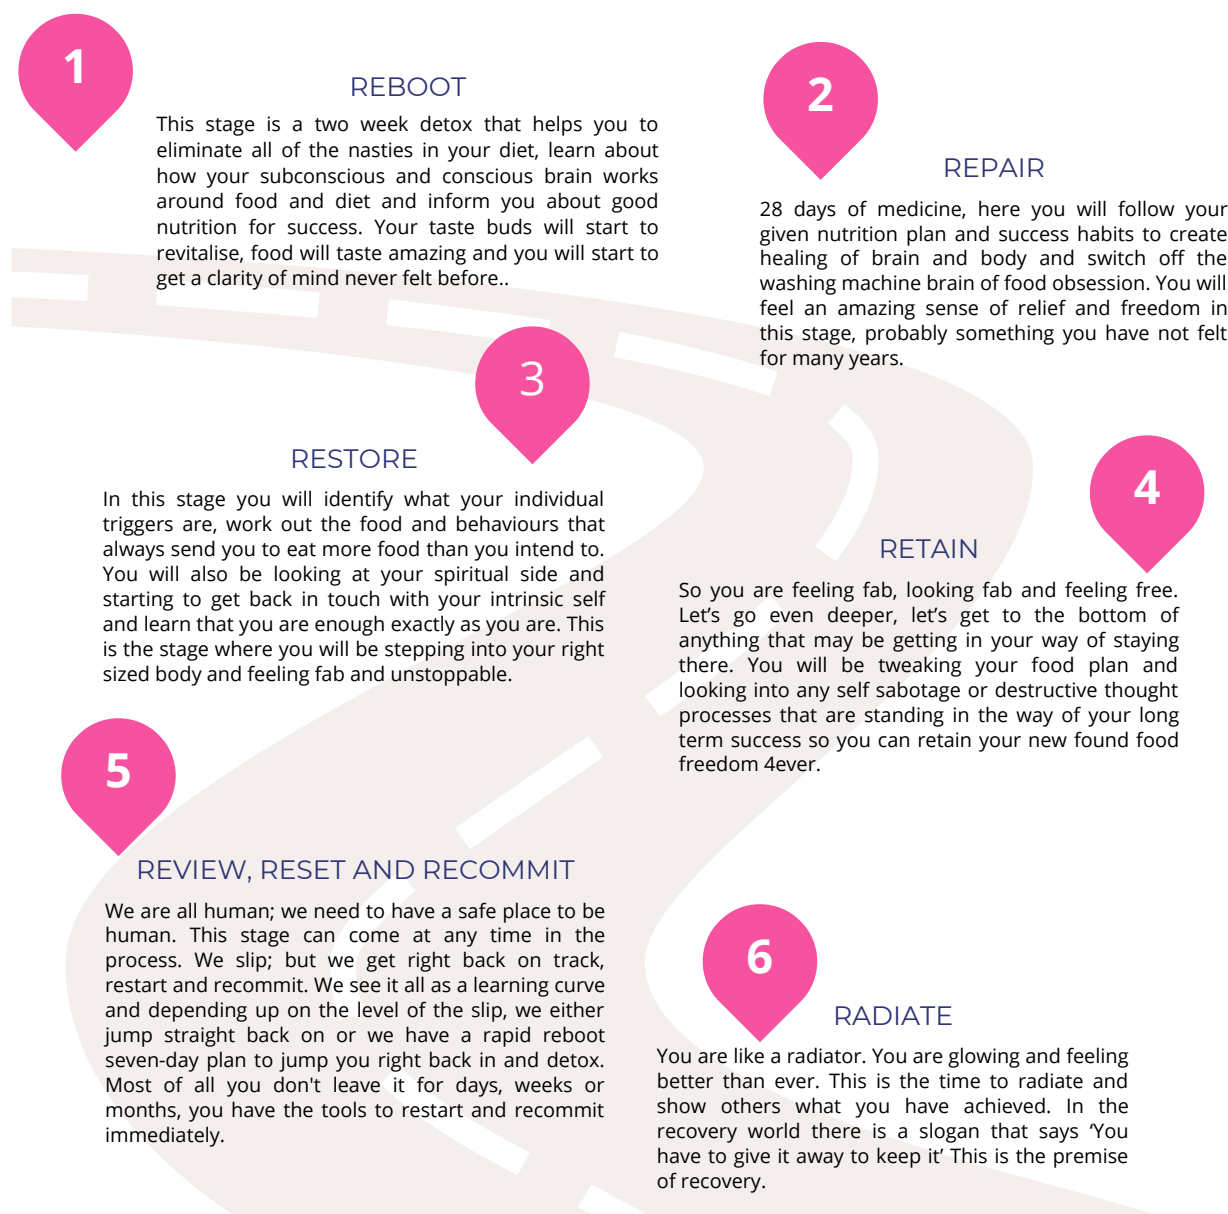 1
REBOOT
This stage is a two week detox that helps you to
eliminate all of the nasties in your diet, learn about
how your subconscious and conscious brain works
around food and diet and inform you about good
nutrition for success. Your taste buds will start to
revitalise, food will taste amazing and you will start to
get a clarity of mind never felt before..
2
REPAIR
28 days of medicine, here you will follow your
given nutrition plan and success habits to create
healing of brain and body and switch off the
washing machine brain of food obsession. You will
feel an amazing sense of relief and freedom in
this stage, probably something you have not felt
for many years.
3
RESTORE
In this stage you will identify what your individual
triggers are, work out the food and behaviours that
always send you to eat more food than you intend to.
You will also be looking at your spiritual side and
starting to get back in touch with your intrinsic self
and learn that you are enough exactly as you are. This
is the stage where you will be stepping into your right
sized body and feeling fab and unstoppable.
4
RETAIN
So you are feeling fab, looking fab and feeling free.
Let’s go even deeper, let’s get to the bottom of
anything that may be getting in your way of staying
there. You will be tweaking your food plan and
looking into any self sabotage or destructive thought
processes that are standing in the way of your long
term success so you can retain your new found food
freedom 4ever.
5
REVIEW, RESET AND RECOMMIT
We are all human; we need to have a safe place to be
human. This stage can come at any time in the
process. We slip; but we get right back on track,
restart and recommit. We see it all as a learning curve
and depending up on the level of the slip, we either
jump straight back on or we have a rapid reboot
seven-day plan to jump you right back in and detox.
Most of all you don't leave it for days, weeks or
months, you have the tools to restart and recommit
immediately.
6
RADIATE
You are like a radiator. You are glowing and feeling
better than ever. This is the time to radiate and
show others what you have achieved. In the
recovery world there is a slogan that says ‘You
have to give it away to keep it’ This is the premise
of recovery.